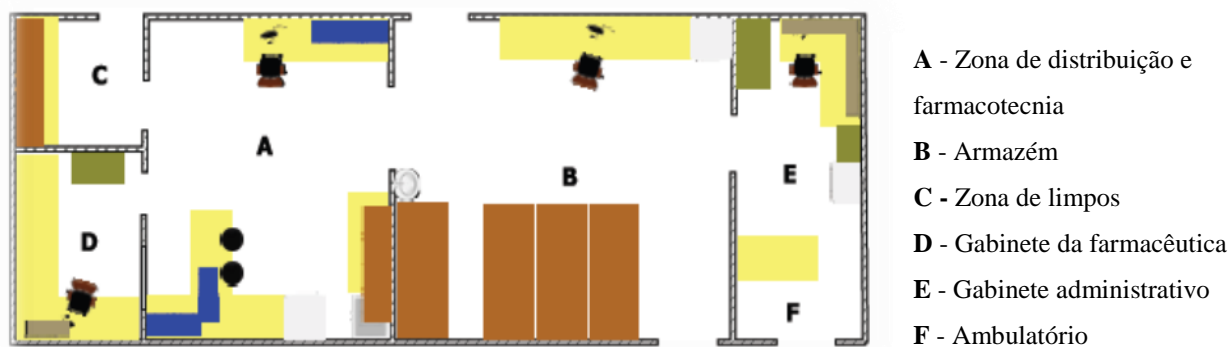 C
A
B
E
D
F
A - Zona de distribuição e
farmacotecnia
B - Armazém
C - Zona de limpos
D - Gabinete da farmacêutica
E - Gabinete administrativo
F - Ambulatório